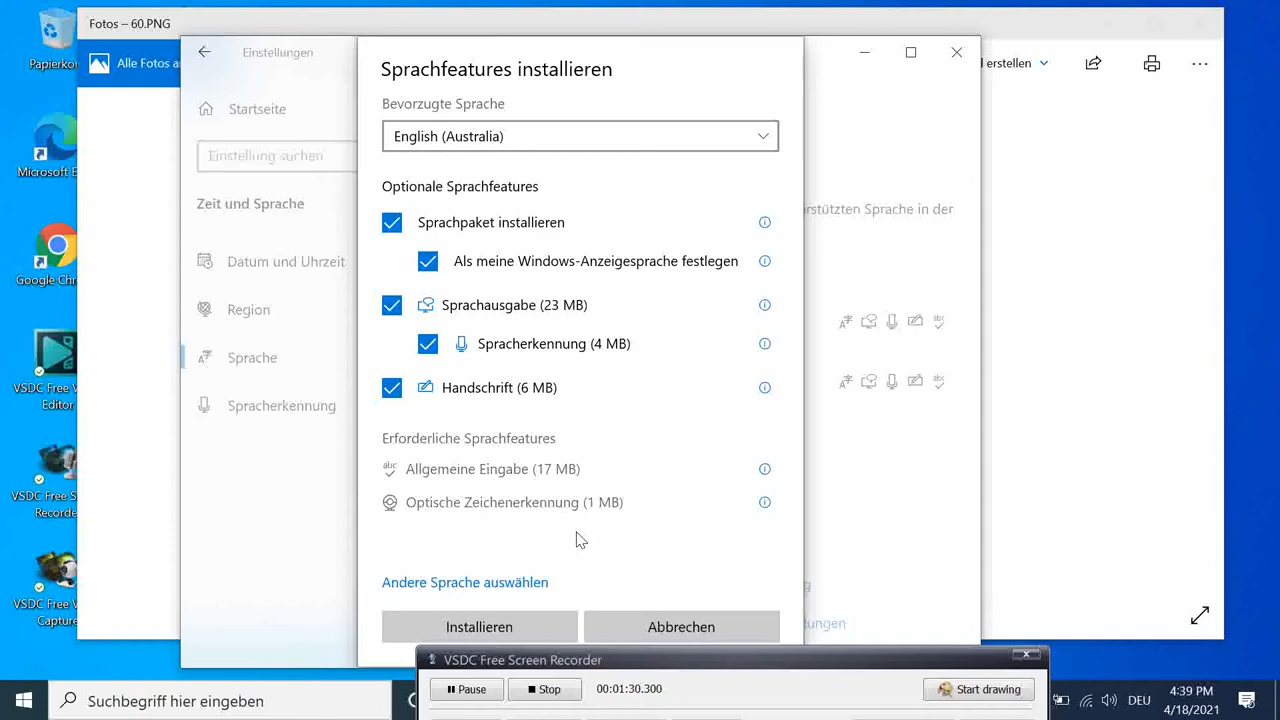 Fotos – 60.PNG
Papierko
Alle Fotos a
erstellen
Einstellungen
Startseite
Einstellung suchen
Zeit und Sprache
Datum und Uhrzeit
Region
Sprache
Spracherkennung
Sprachfeatures installieren
Bevorzugte Sprache
English (Australia)
Optionale Sprachfeatures
Sprachpaket installieren
Als meine Windows-Anzeigesprache festlegen
Sprachausgabe (23 MB)
Spracherkennung (4 MB)
Handschrift (6 MB)
Erforderliche Sprachfeatures
Allgemeine Eingabe (17 MB)
Optische Zeichenerkennung (1 MB)
Andere Sprache auswählen
Installieren
Abbrechen
rstützten Sprache in der
ungen
Microsoft E
Google Chr
VSDC Free V
Editor
VSDC Free S
Recorde
VSDC Free V
Captur
VSDC Free Screen Recorder
Pause
Stop
00:01:30.300
Start drawing
Suchbegriff hier eingeben
DEU
4:39 PM
4/18/2021